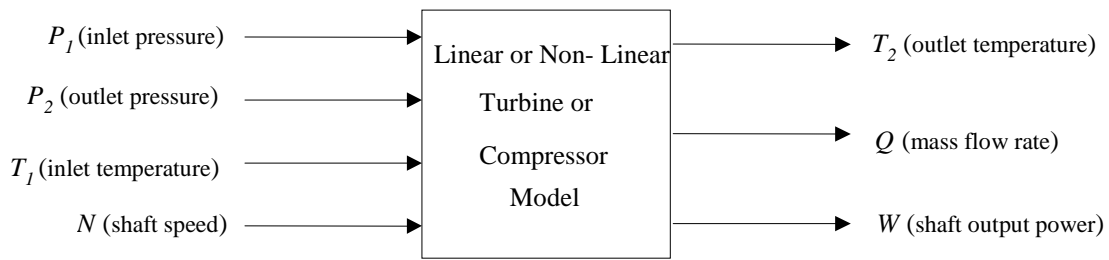 P1 (inlet pressure)
P2 (outlet pressure)
T1 (inlet temperature)
N (shaft speed)
Linear or Non- Linear
Turbine or
Compressor
Model
T2 (outlet temperature)
Q (mass flow rate)
W (shaft output power)